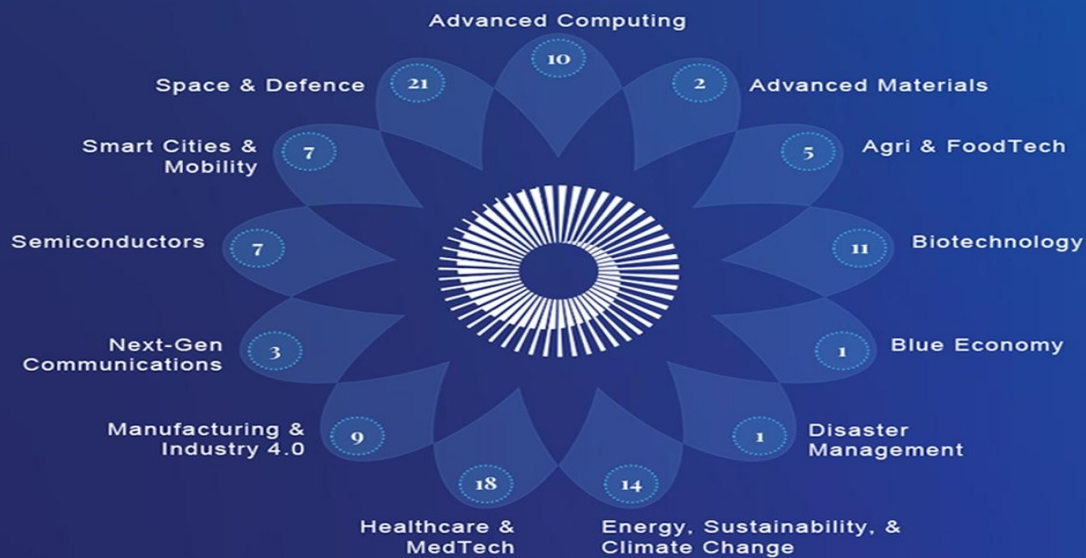 Advanced Computing
10
2
Advanced Materials
5
Agri & FoodTech
11
Biotechnology
1
Blue Economy
1
Disaster
Management
14
Energy, Sustainability, &
Climate Change
18
Healthcare &
MedTech
9
Manufacturing &
Industry 4.0
3
Next-Gen
Communications
7
Semiconductors
7
Smart Cities &
Mobility
21
Space & Defence